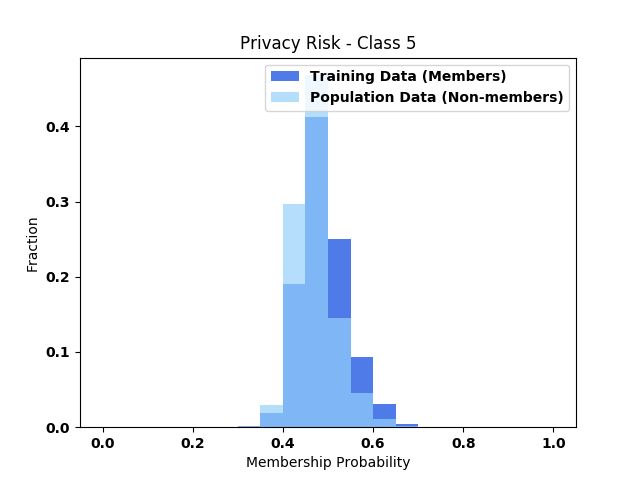 Privacy Risk - Class 5
Training Data (Members)
Population Data (Non-members)
Fraction
0.4
0.3
0.2
0.1
0.0
0.0 0.2 0.4 0.6 0.8 1.0
Membership Probability